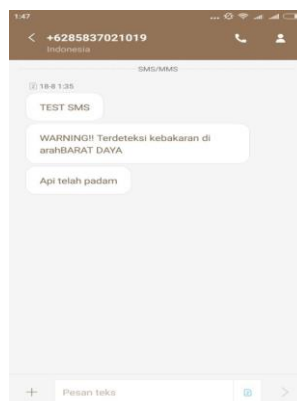 1:47
+6285837021019
Indonesia
SMS/MMS
18-8 1:35
TEST SMS
WARNING!! Terdeteksi kebakaran di
arahBARAT DAYA
Api telah padam
Pesan teks